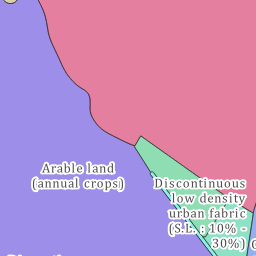 Arable land
(annual crops)
Discontinuous
low density
urban fabric
(S.L. : 10% -
30%)